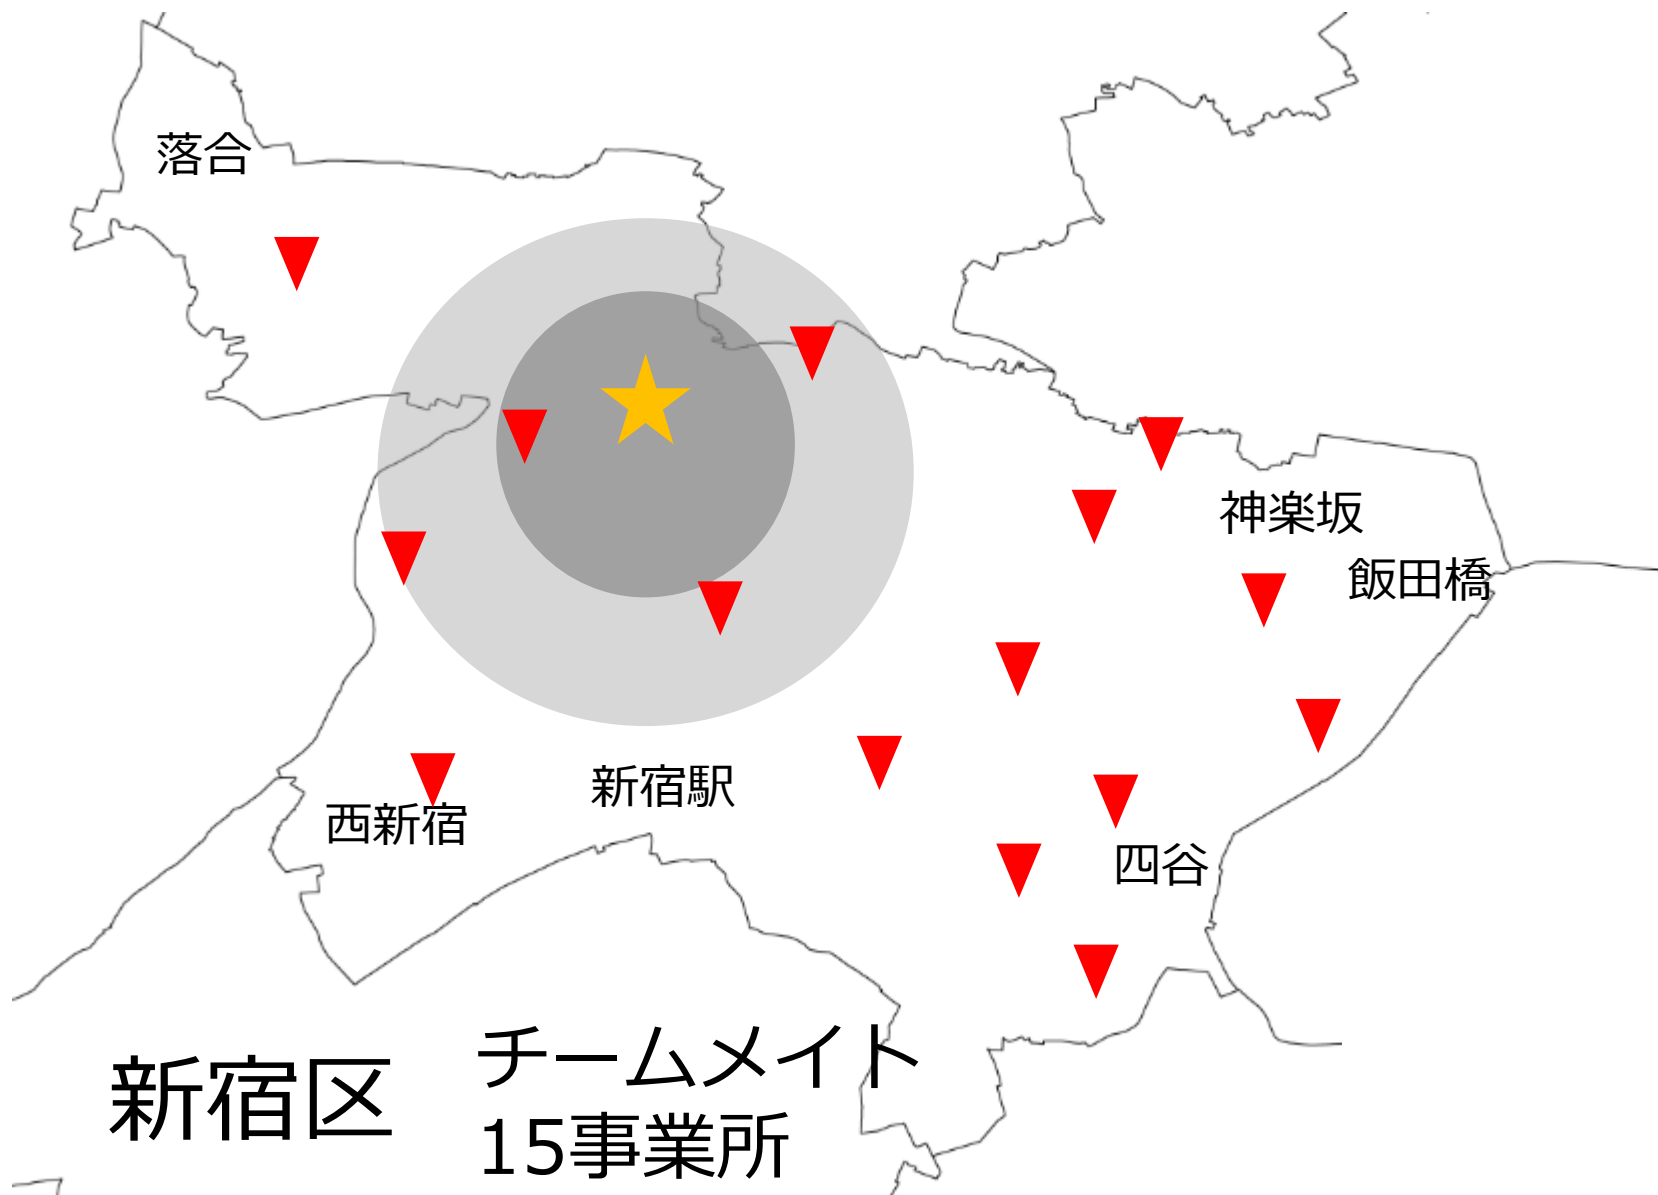 落合
神楽坂
飯田橋
新宿駅
西新宿
四谷
新宿区
チームメイト
15事業所